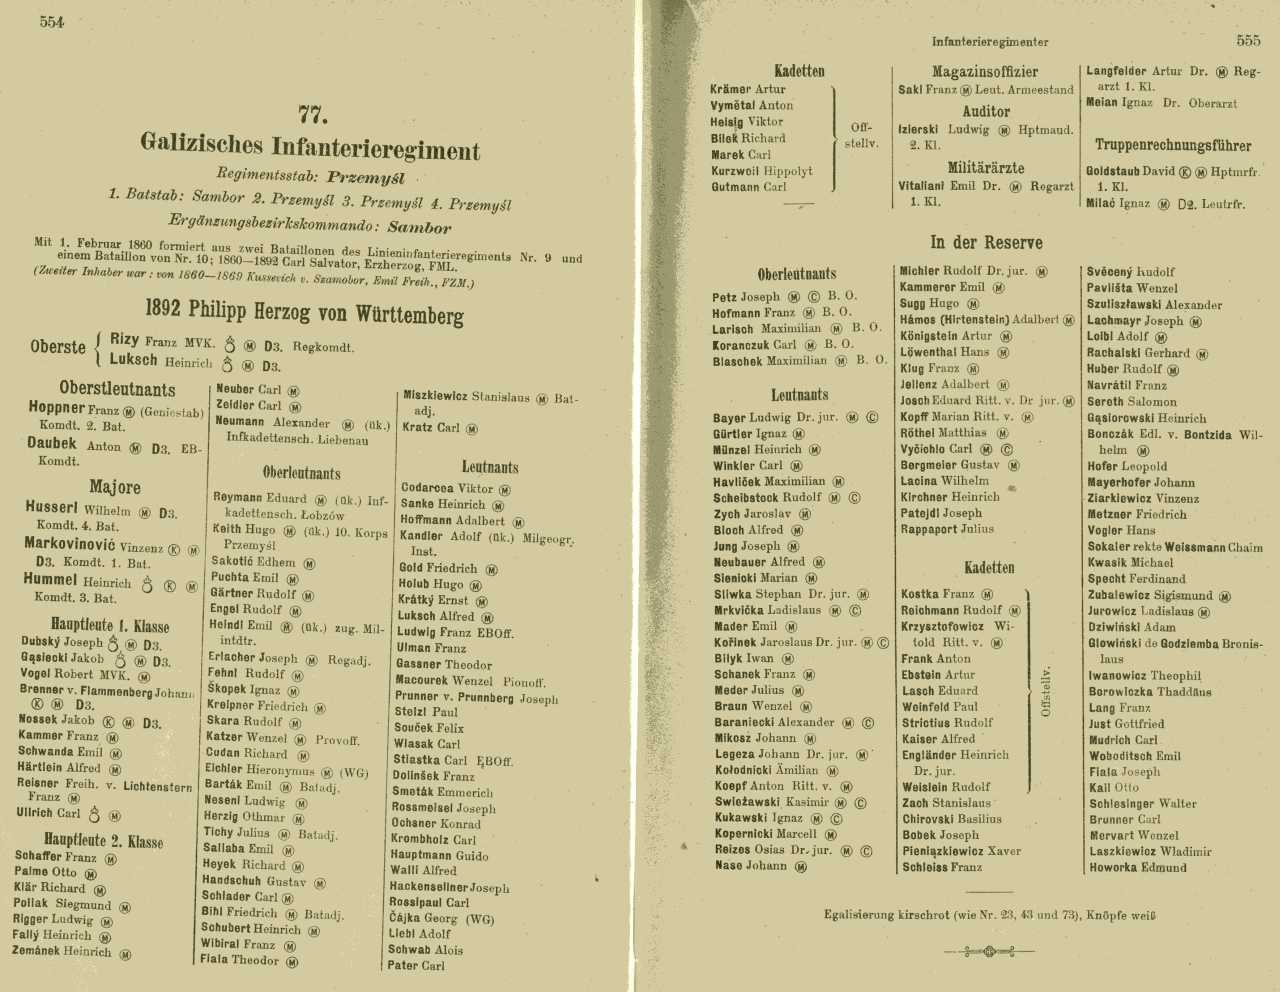 554
77.
Galizisches Infanterieregiment
Regimentsstab: Przemyśl
1. Batstab: Sambor 2. Przemyśl 3. Przemyśl 4. Przemyśl
Ergänzungsbezirkskommando: Sambor
Mit 1. Februar 1860 formiert aus zwei Bataillonen des Linieninfanterieregiments Nr. 9 und
einem Bataillon von Nr. 10; 1860—1892 Carl Salvator, Erzherzog, FML.
(Zweiter Inhaber war: von 1860—1869 Kussevich v. Szamobor, Emil Freih., FZM.)
1892 Philipp Herzog von Württemberg
Oberste
Rizy Franz MVK. Ⓜ D3. Regkomdt.
Luksch Heinrich Ⓜ D3.
Oberstleutnants
Hoppner Franz Ⓜ (Geniestab)
Komdt. 2. Bat.
Daubek Anton Ⓜ D3. EB-
Komdt.
Majore
Husserl Wilhelm Ⓜ D3.
Komdt. 4. Bat.
Markovinović Vinzenz Ⓚ Ⓜ
D3. Komdt. 1. Bat.
Hummel Heinrich Ⓚ Ⓜ
Komdt. 3. Bat.
Hauptleute 1. Klasse
Dubský Joseph Ⓜ D3.
Gąsiecki Jakob Ⓜ D3.
Vogel Robert MVK. Ⓜ
Brenner v. Flammenberg Johann
Ⓚ Ⓜ D3.
Nossek Jakob Ⓚ Ⓜ D3.
Kammer Franz Ⓜ
Schwanda Emil Ⓜ
Härtlein Alfred Ⓜ
Reisner Freih. v. Lichtenstern
Franz Ⓜ
Ullrich Carl Ⓜ
Hauptleute 2. Klasse
Schaffer Franz Ⓜ
Palme Otto Ⓜ
Klär Richard Ⓜ
Pollak Siegmund Ⓜ
Rigger Ludwig Ⓜ
Fallý Heinrich Ⓜ
Zemánek Heinrich Ⓜ
Neuber Carl Ⓜ
Zeidler Carl Ⓜ
Neumann Alexander Ⓜ (ük.)
Infkadettensch. Liebenau
Oberleutnants
Reymann Eduard Ⓜ (ük.) Inf-
kadettensch. Łobzów
Keith Hugo Ⓜ (ük.) 10. Korps
Przemyśl
Sakotić Edhem Ⓜ
Puchta Emil Ⓜ
Gärtner Rudolf Ⓜ
Engel Rudolf Ⓜ
Heindl Emil Ⓜ (ük.) zug. Mil-
intdtr.
Erlacher Joseph Ⓜ Regadj.
Fehnl Rudolf Ⓜ
Škopek Ignaz Ⓜ
Kreipner Friedrich Ⓜ
Skara Rudolf Ⓜ
Katzer Wenzel Ⓜ Provoff.
Cudan Richard Ⓜ
Eichler Hieronymus Ⓜ (WG)
Barták Emil Ⓜ Batadj.
Nesenl Ludwig Ⓜ
Herzig Othmar Ⓜ
Tichy Julius Ⓜ Batadj.
Sallaba Emil Ⓜ
Heyek Richard Ⓜ
Handschuh Gustav Ⓜ
Schlader Carl Ⓜ
Bihl Friedrich Ⓜ Batadj.
Schubert Heinrich Ⓜ
Wibiral Franz Ⓜ
Fiala Theodor Ⓜ
Miszkiewicz Stanislaus Ⓜ Bat-
adj.
Kratz Carl Ⓜ
Leutnants
Codarcea Viktor Ⓜ
Sanke Heinrich Ⓜ
Hoffmann Adalbert Ⓜ
Kandler Adolf (ük.) Milgeogr.
Inst.
Gold Friedrich Ⓜ
Holub Hugo Ⓜ
Krátký Ernst Ⓜ
Luksch Alfred Ⓜ
Ludwig Franz EBOff.
Ulman Franz
Gassner Theodor
Macourek Wenzel Pionoff.
Prunner v. Prunnberg Joseph
Stelzl Paul
Souček Felix
Wlasak Carl
Stiastka Carl EBOff.
Dolinšek Franz
Smeták Emmerich
Rossmeisel Joseph
Ochsner Konrad
Krombholz Carl
Hauptmann Guido
Walli Alfred
Hackensellner Joseph
Rosslpaul Carl
Čájka Georg (WG)
Liebl Adolf
Schwab Alois
Pater Carl
Infanterieregimenter
555
Kadetten
Krämer Artur
Vymětal Anton
Heisig Viktor
Bilek Richard
Marek Carl
Kurzweil Hippolyt
Gutmann Carl
Off-
stellv.
Magazinsoffizier
Sakl Franz Ⓜ Leut. Armeestand
Auditor
Izierski Ludwig Ⓜ Hptmaud.
2. Kl.
Militärärzte
Vitaliani Emil Dr. Ⓜ Regarzt
1. Kl.
Langfelder Artur Dr. Ⓜ Reg-
arzt 1. Kl.
Meian Ignaz Dr. Oberarzt
Truppenrechnungsführer
Goldstaub David Ⓚ Ⓜ Hptmrfr.
1. Kl.
Milać Ignaz Ⓜ D2. Leutrfr.
In der Reserve
Oberleutnants
Petz Joseph Ⓜ Ⓒ B. O.
Hofmann Franz Ⓜ B. O.
Larisch Maximilian Ⓜ B. O.
Koranczuk Carl Ⓜ B. O.
Blaschek Maximilian Ⓜ B. O.
Leutnants
Bayer Ludwig Dr. jur. Ⓜ Ⓒ
Gürtler Ignaz Ⓜ
Münzel Heinrich Ⓜ
Winkler Carl Ⓜ
Havliček Maximilian Ⓜ
Scheibstock Rudolf Ⓜ Ⓒ
Zych Jaroslav Ⓜ
Bloch Alfred Ⓜ
Jung Joseph Ⓜ
Neubauer Alfred Ⓜ
Sienicki Marian Ⓜ
Sliwka Stephan Dr. jur. Ⓜ
Mrkvička Ladislaus Ⓜ Ⓒ
Mader Emil Ⓜ
Kořinek Jaroslaus Dr. jur. Ⓜ Ⓒ
Bilyk Iwan Ⓜ
Schanek Franz Ⓜ
Meder Julius Ⓜ
Braun Wenzel Ⓜ
Baraniecki Alexander Ⓜ Ⓒ
Mikosz Johann Ⓜ
Legeza Johann Dr. jur. Ⓜ
Kołodnicki Ämilian Ⓜ
Koepf Anton Ritt. v. Ⓜ
Swieżawski Kasimir Ⓜ Ⓒ
Kukawski Ignaz Ⓜ Ⓒ
Kopernicki Marcell Ⓜ
Reizes Osias Dr. jur. Ⓜ Ⓒ
Nase Johann Ⓜ
Michler Rudolf Dr. jur. Ⓜ
Kammerer Emil Ⓜ
Sugg Hugo Ⓜ
Hámos (Hirtenstein) Adalbert Ⓜ
Königstein Artur Ⓜ
Löwenthal Hans Ⓜ
Klug Franz Ⓜ
Jellenz Adalbert Ⓜ
Josch Eduard Ritt. v. Dr. jur. Ⓜ
Kopff Marian Ritt. v. Ⓜ
Röthel Matthias Ⓜ
Vyčichlo Carl Ⓜ Ⓒ
Bergmeier Gustav Ⓜ
Lacina Wilhelm
Kirchner Heinrich
Patejdl Joseph
Rappaport Julius
Kadetten
Kostka Franz Ⓜ
Reichmann Rudolf Ⓜ
Krzysztofowicz Wi-
told Ritt. v. Ⓜ
Frank Anton
Ebstein Artur
Lasch Eduard
Weinfeld Paul
Strictius Rudolf
Kaiser Alfred
Engländer Heinrich
Dr. jur.
Weislein Rudolf
Offstellv.
Zach Stanislaus
Chirovski Basilius
Bobek Joseph
Pieniązkiewicz Xaver
Schleiss Franz
Svěcený Rudolf
Pavlišta Wenzel
Szuliszławski Alexander
Lachmayr Joseph Ⓜ
Loibl Adolf Ⓜ
Rachalski Gerhard Ⓜ
Huber Rudolf Ⓜ
Navrátil Franz
Sereth Salomon
Gąsiorowski Heinrich
Bonczák Edl. v. Bontzida Wil-
helm Ⓜ
Hofer Leopold
Mayerhofer Johann
Ziarkiewicz Vinzenz
Metzner Friedrich
Vogler Hans
Sokaler rekte Weissmann Chaim
Kwasik Michael
Specht Ferdinand
Zubalewicz Sigismund Ⓜ
Jurowicz Ladislaus Ⓜ
Dziwiński Adam
Glowiński de Godziemba Bronis-
laus
Iwanowicz Theophil
Borowiczka Thaddäus
Lang Franz
Just Gottfried
Mudrich Carl
Woboditsch Emil
Fiala Joseph
Kail Otto
Schlesinger Walter
Brunner Carl
Mervart Wenzel
Laszkiewicz Wladimir
Howorka Edmund
Egalisierung kirschrot (wie Nr. 23, 43 und 73), Knöpfe weiß